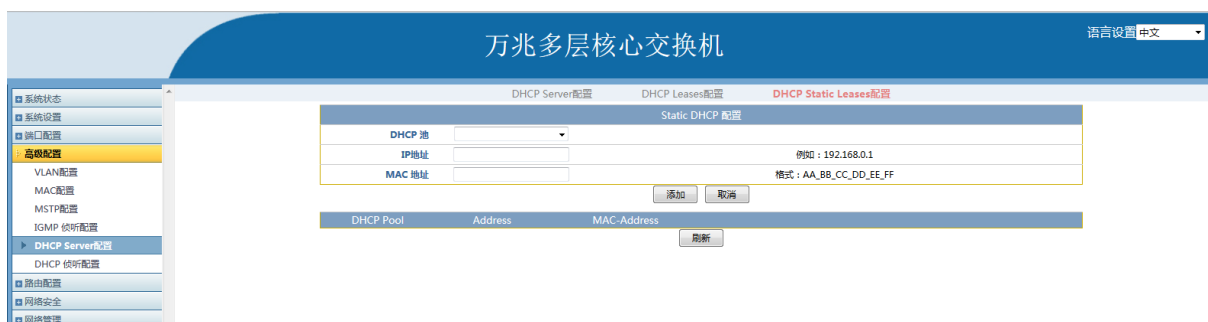 万兆多层核心交换机
语言设置 中文
系统状态
系统设置
端口配置
高级配置
VLAN配置
MAC配置
MSTP配置
IGMP 侦听配置
DHCP Server配置
DHCP 侦听配置
路由配置
网络安全
网络管理
DHCP Server配置 DHCP Leases配置 DHCP Static Leases配置
Static DHCP 配置
DHCP 池
IP地址 例如：192.168.0.1
MAC 地址 格式：AA_BB_CC_DD_EE_FF
添加 取消
DHCP Pool Address MAC-Address
刷新